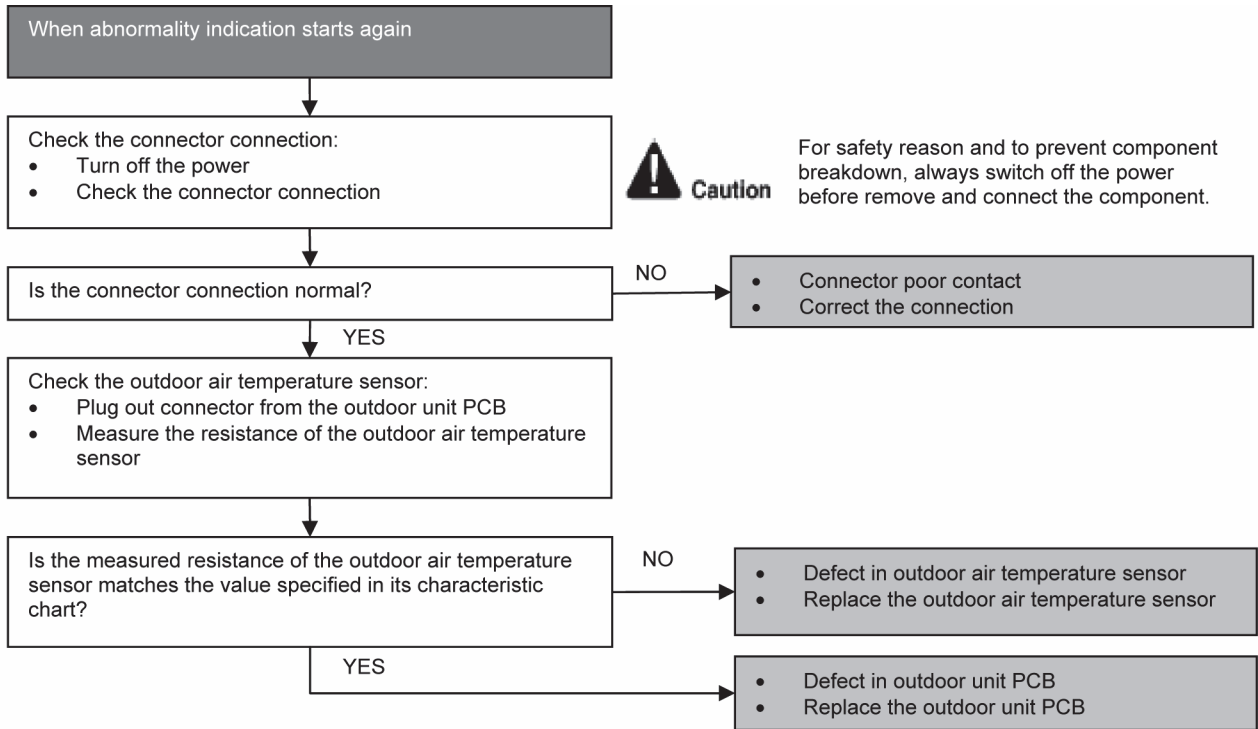 When abnormality indication starts again
Check the connector connection:
• Turn off the power
• Check the connector connection
Caution
For safety reason and to prevent component
breakdown, always switch off the power
before remove and connect the component.
Is the connector connection normal?
NO
• Connector poor contact
• Correct the connection
YES
Check the outdoor air temperature sensor:
• Plug out connector from the outdoor unit PCB
• Measure the resistance of the outdoor air temperature
sensor
Is the measured resistance of the outdoor air temperature
sensor matches the value specified in its characteristic
chart?
NO
• Defect in outdoor air temperature sensor
• Replace the outdoor air temperature sensor
YES
• Defect in outdoor unit PCB
• Replace the outdoor unit PCB